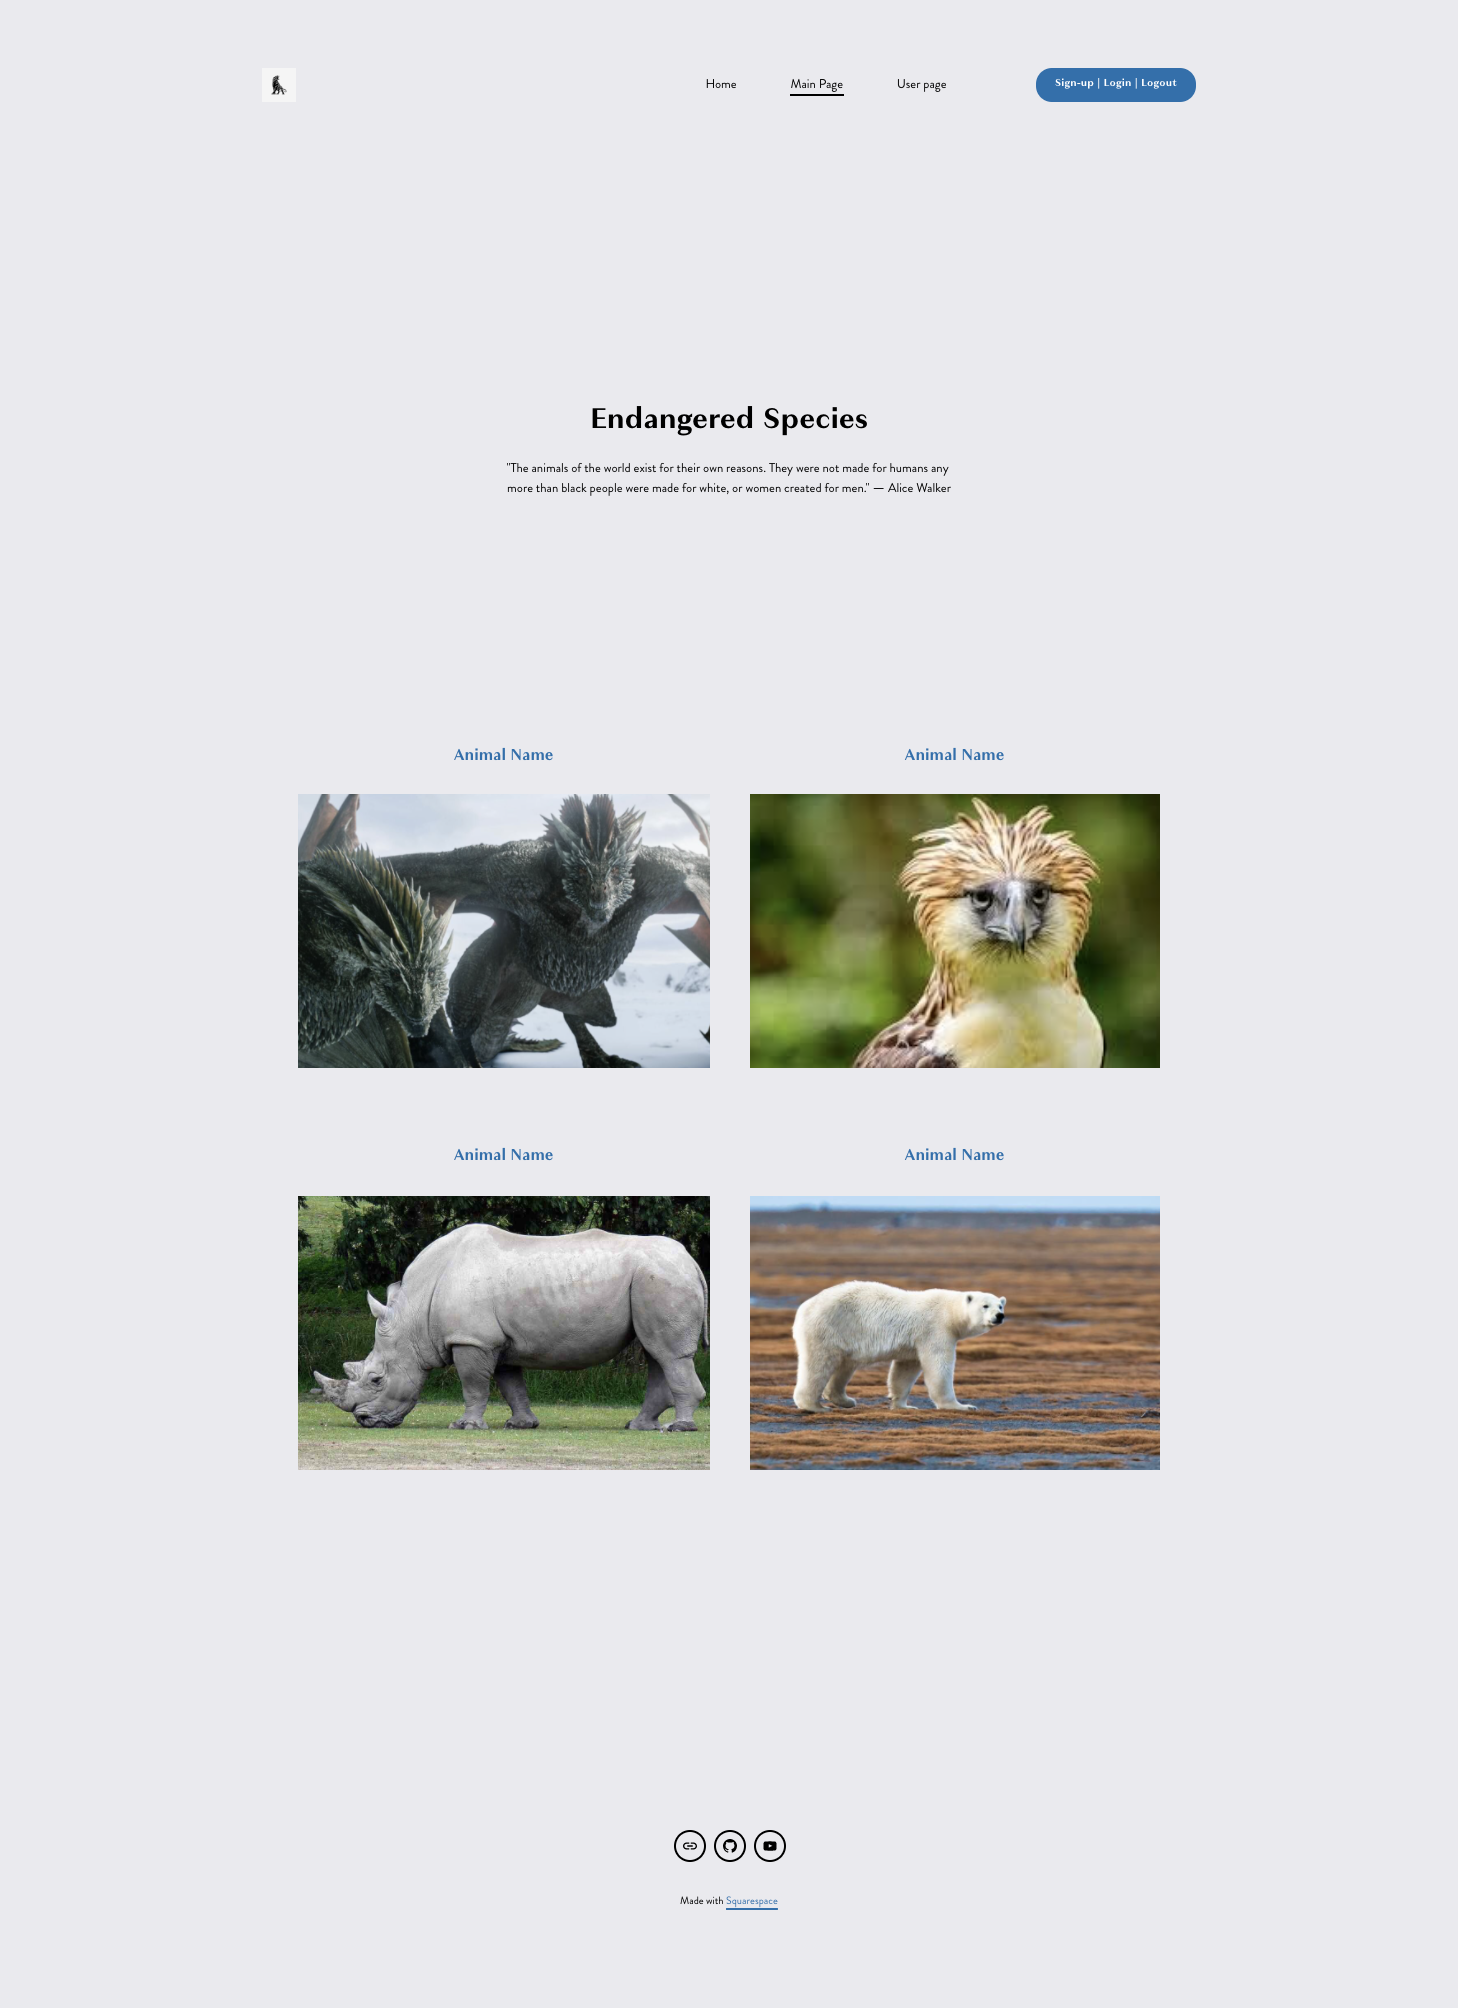 Home
Main Page
User page
Sign-up | Login | Logout
Endangered Species
"The animals of the world exist for their own reasons. They were not made for humans any
more than black people were made for white, or women created for men." — Alice Walker
Animal Name
Animal Name
Animal Name
Animal Name
Made with Squarespace